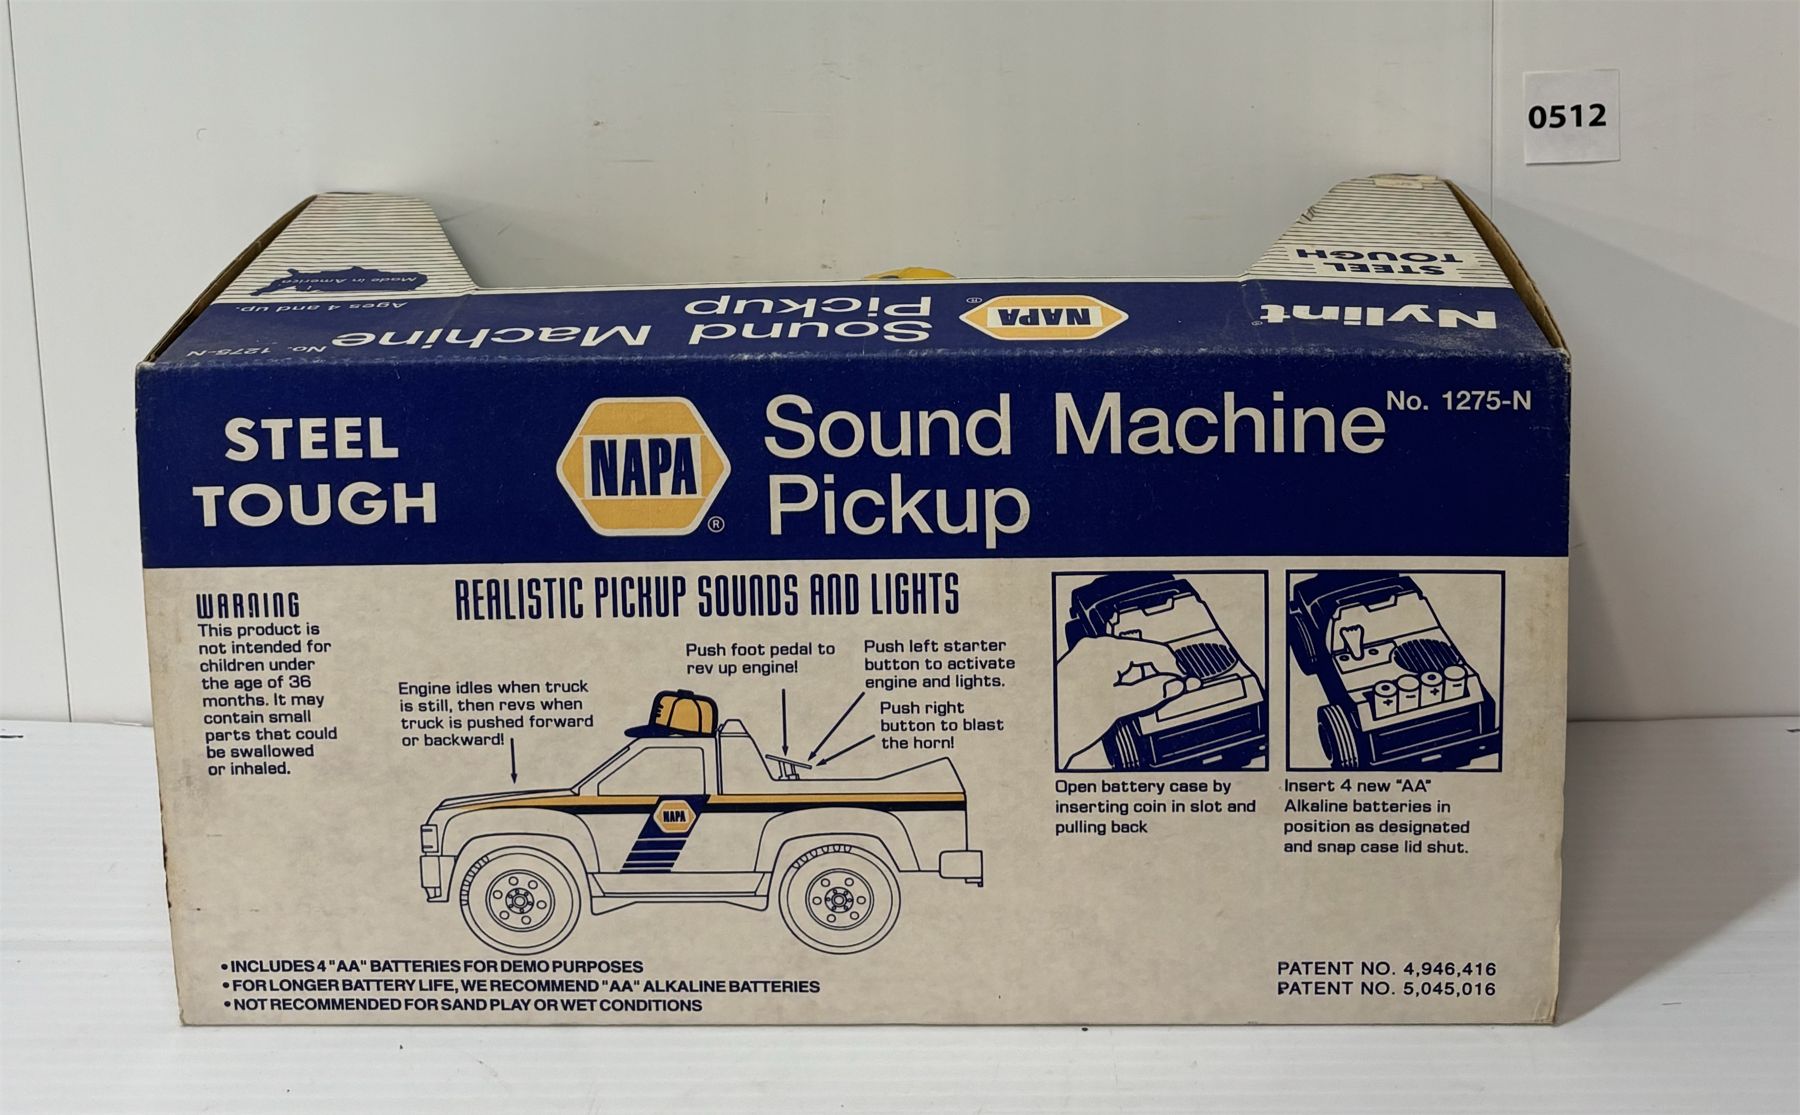 0512
STEEL
TOUGH
Made in America
Ages 4 and up.
Nylint®
NAPA ®
Sound Machine
Pickup
No. 1275-N
STEEL
TOUGH
NAPA
®
Sound Machine
Pickup
No. 1275-N
WARNING
This product is
not intended for
children under
the age of 36
months. It may
contain small
parts that could
be swallowed
or inhaled.
REALISTIC PICKUP SOUNDS AND LIGHTS
Engine idles when truck
is still, then revs when
truck is pushed forward
or backward!
Push foot pedal to
rev up engine!
Push left starter
button to activate
engine and lights.
Push right
button to blast
the horn!
NAPA
Open battery case by
inserting coin in slot and
pulling back
Insert 4 new "AA"
Alkaline batteries in
position as designated
and snap case lid shut.
• INCLUDES 4 "AA" BATTERIES FOR DEMO PURPOSES
• FOR LONGER BATTERY LIFE, WE RECOMMEND "AA" ALKALINE BATTERIES
• NOT RECOMMENDED FOR SAND PLAY OR WET CONDITIONS
PATENT NO. 4,946,416
PATENT NO. 5,045,016